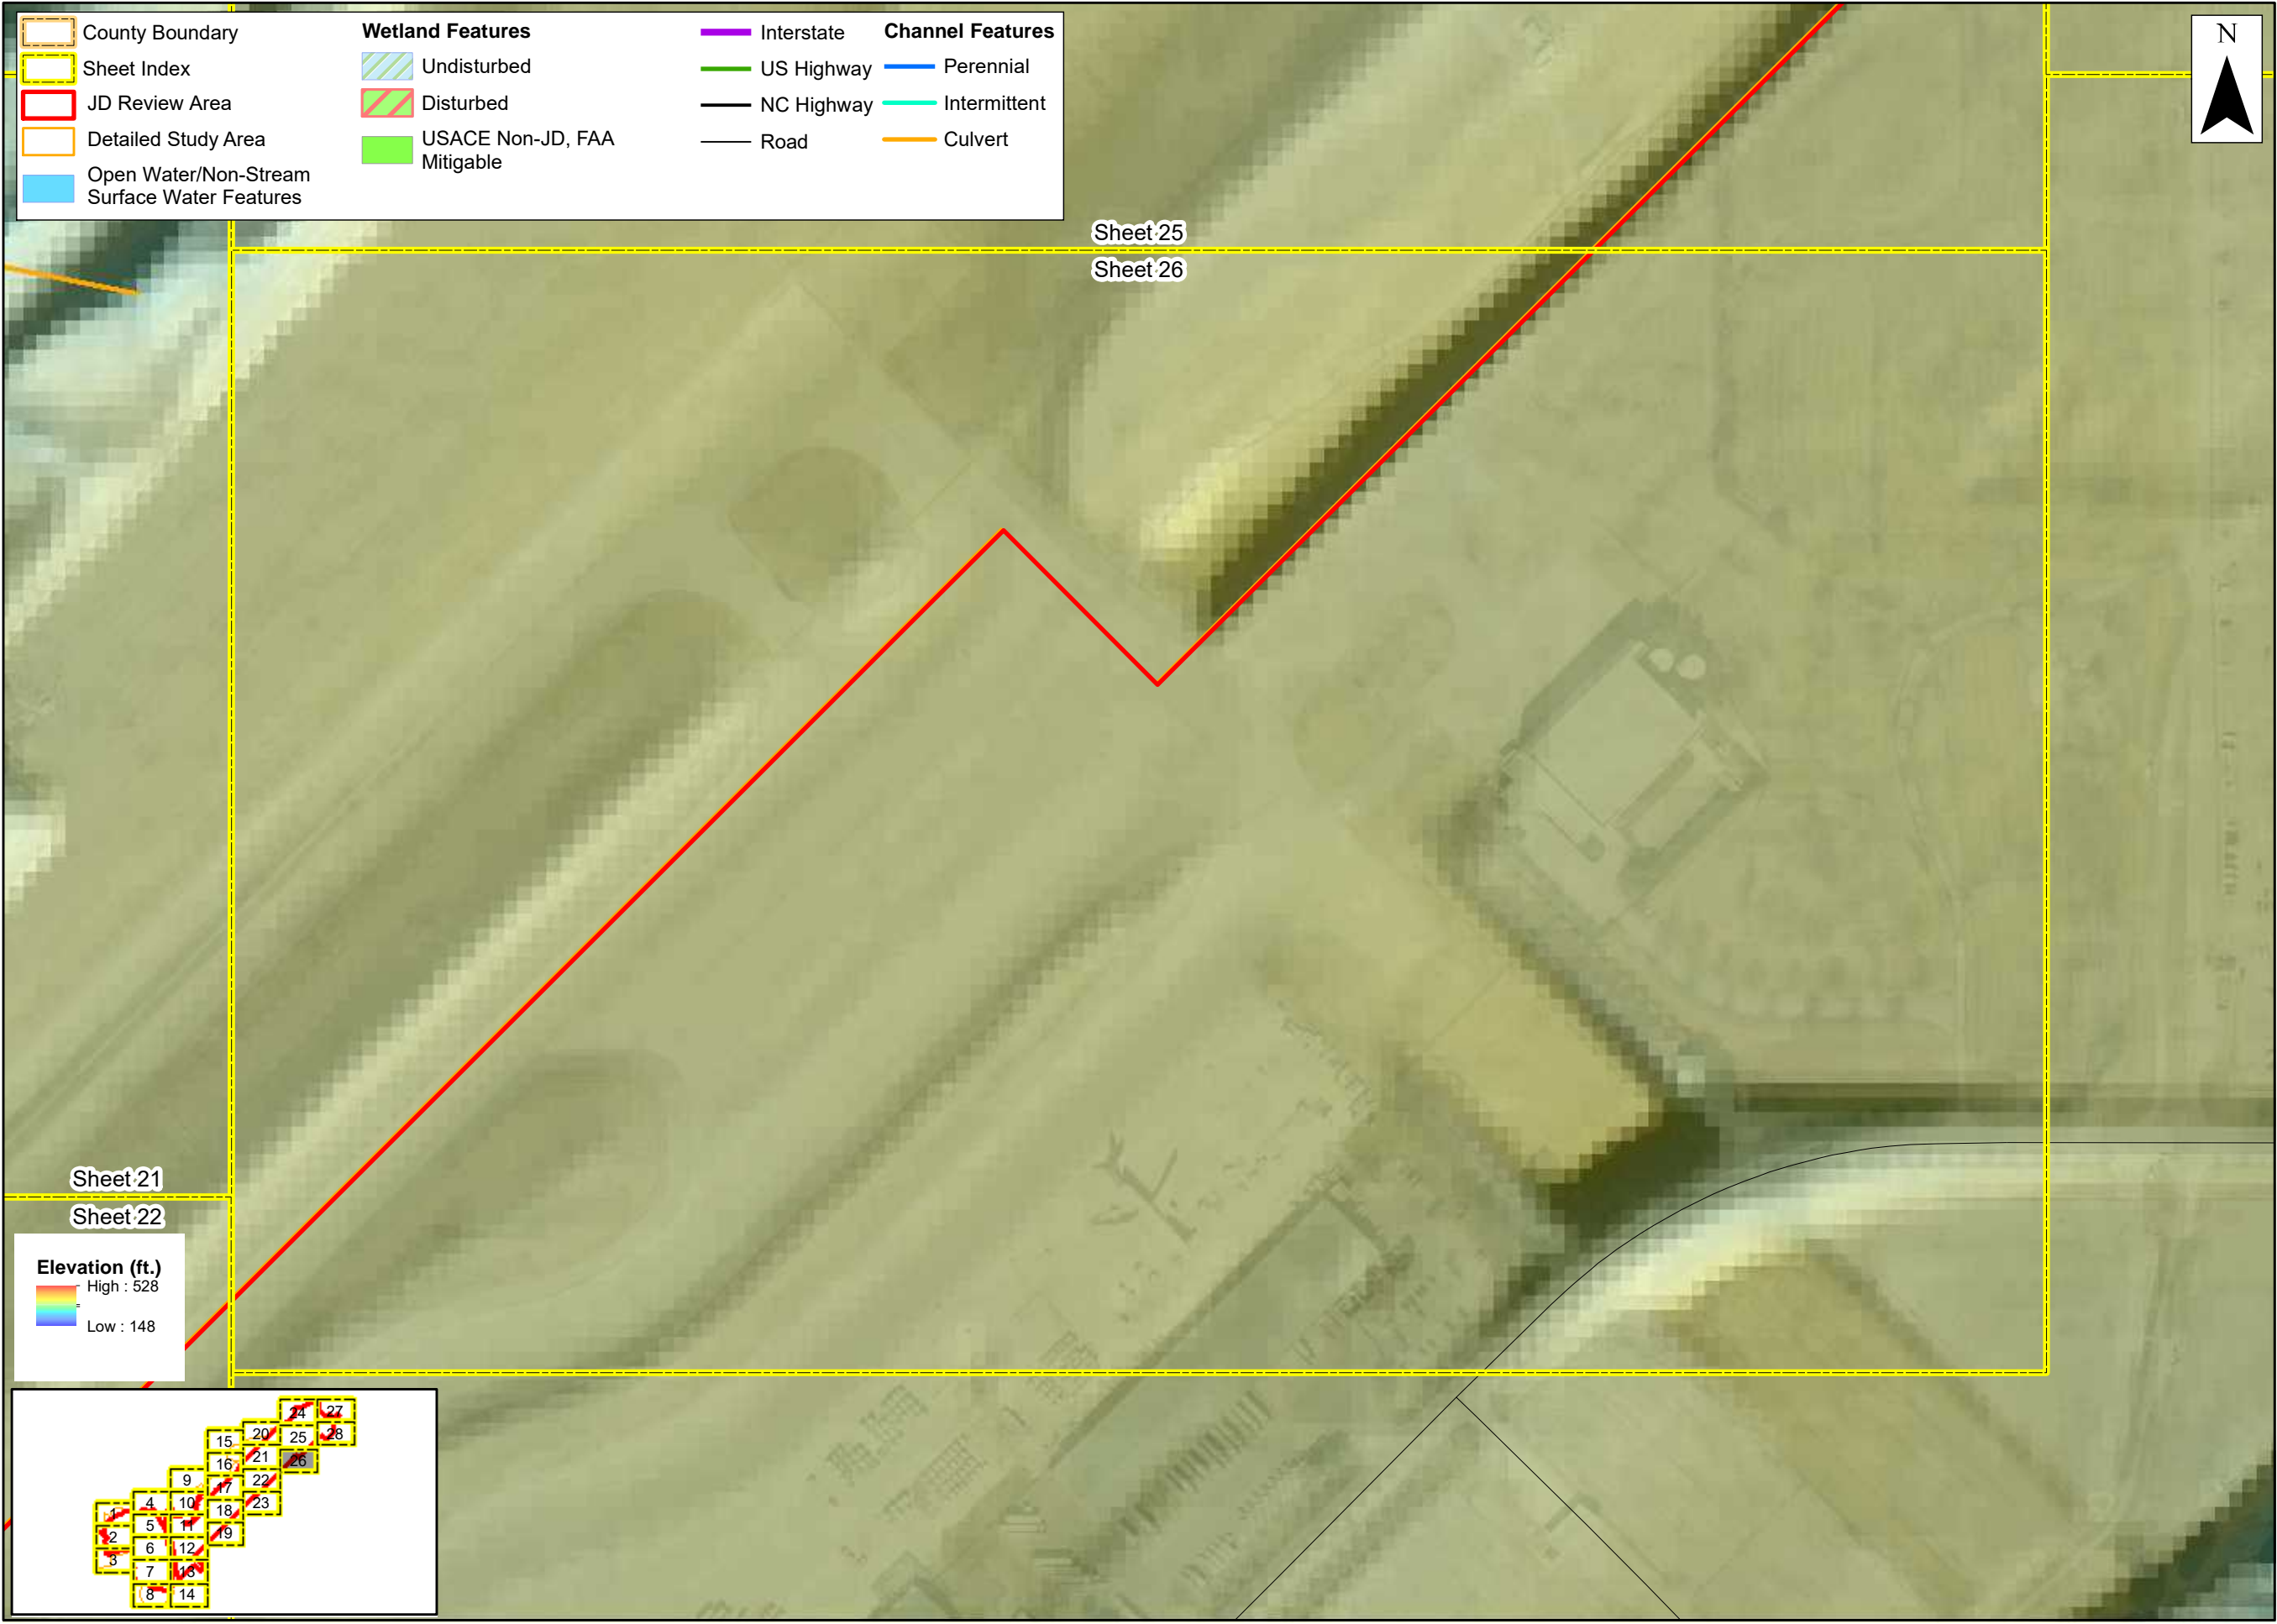 County Boundary
Sheet Index
JD Review Area
Detailed Study Area
Open Water/Non-Stream
Surface Water Features
Wetland Features
Undisturbed
Disturbed
USACE Non-JD, FAA
Mitigable
Interstate
US Highway
NC Highway
Road
Channel Features
Perennial
Intermittent
Culvert
N
Sheet 25
Sheet 26
Sheet 21
Sheet 22
Elevation (ft.)
High : 528
Low : 148
24 27
20 25 28
15
21 26
16
9 17 22
4 10 18 23
1 5 11 19
2 6 12
3 7 13
8 14